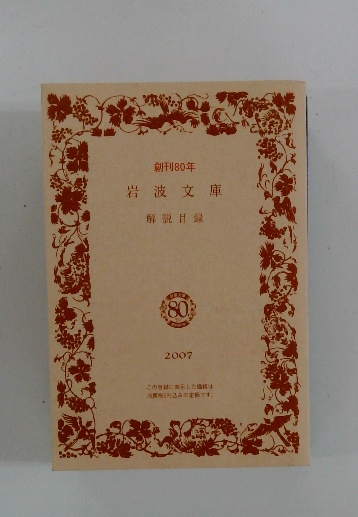 創刊80年
岩波文庫
解説目録
80
2007
この目録に表示した価格は
消費税5%込みの定価です。